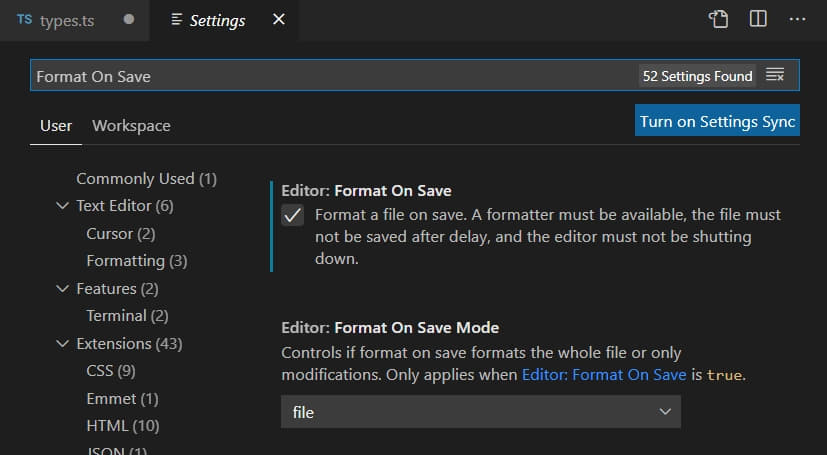 TS types.ts Settings
Format On Save 52 Settings Found
User Workspace Turn on Settings Sync
Commonly Used (1)
Text Editor (6)
Cursor (2)
Formatting (3)
Features (2)
Terminal (2)
Extensions (43)
CSS (9)
Emmet (1)
HTML (10)
JSON (1)
Editor: Format On Save
Format a file on save. A formatter must be available, the file must
not be saved after delay, and the editor must not be shutting
down.
Editor: Format On Save Mode
Controls if format on save formats the whole file or only
modifications. Only applies when Editor: Format On Save is true.
file